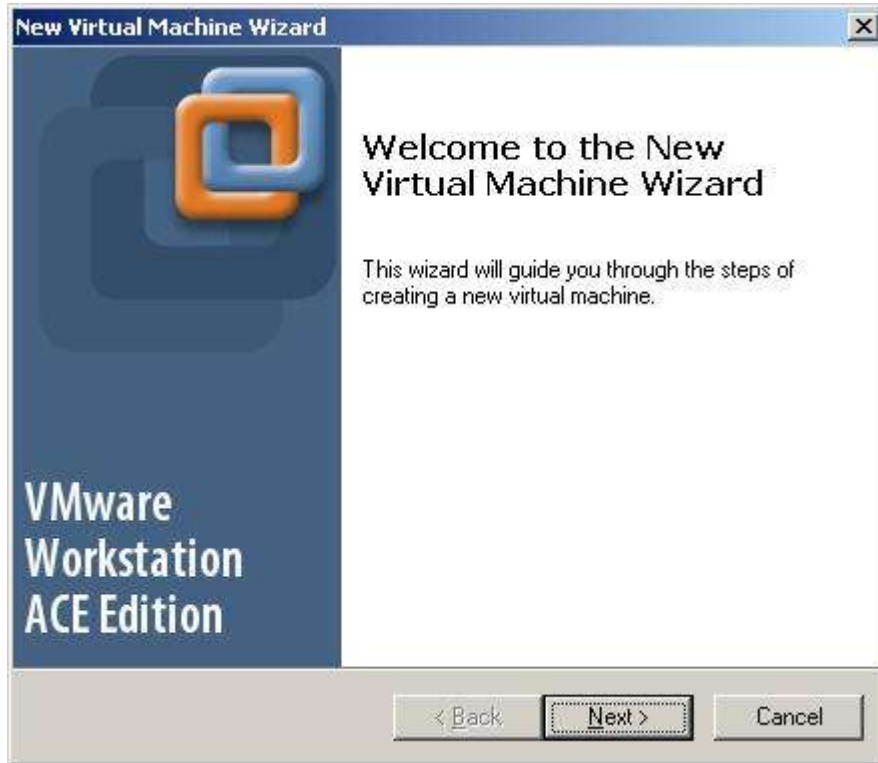 New Virtual Machine Wizard
Welcome to the New
Virtual Machine Wizard
This wizard will guide you through the steps of
creating a new virtual machine.
VMware
Workstation
ACE Edition
< Back
Next >
Cancel